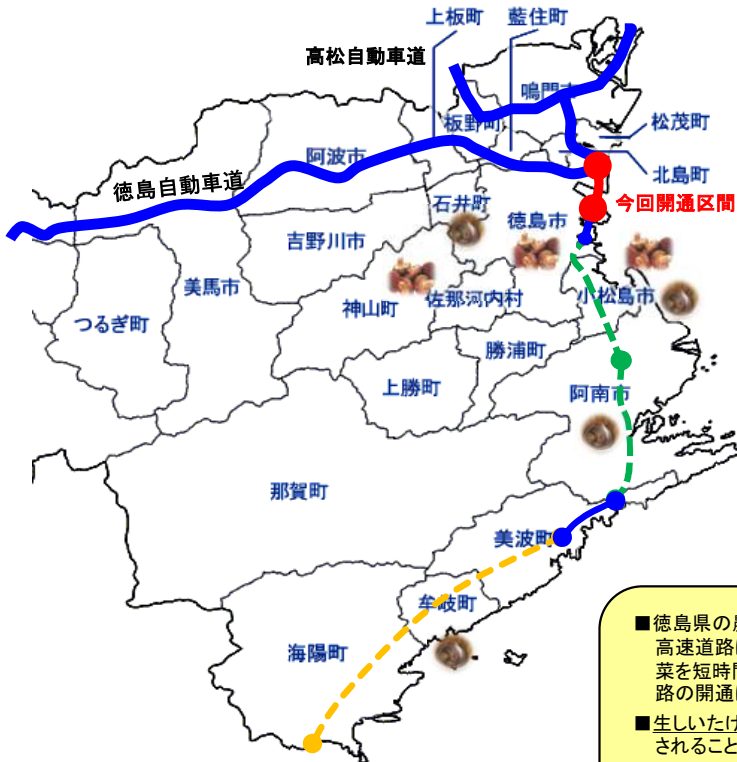 上板町
藍住町
高松自動車道
鳴門市
板野町
松茂町
阿波市
北島町
徳島自動車道
今回開通区間
石井町
徳島市
吉野川市
美馬市
神山町
佐那河内村
小松島市
つるぎ町
勝浦町
上勝町
阿南市
那賀町
美波町
牟岐町
海陽町
■徳島県の
高速道路
菜を短時間
路の開通
■生しいたけ
されること